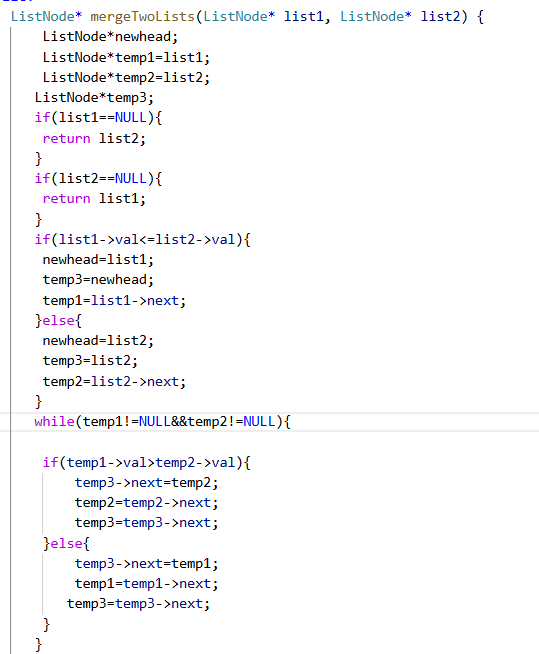 ListNode* mergeTwoLists(ListNode* list1, ListNode* list2) {
ListNode*newhead;
ListNode*temp1=list1;
ListNode*temp2=list2;
ListNode*temp3;
if(list1==NULL){
return list2;
}
if(list2==NULL){
return list1;
}
if(list1->val<=list2->val){
newhead=list1;
temp3=newhead;
temp1=list1->next;
}else{
newhead=list2;
temp3=list2;
temp2=list2->next;
}
while(temp1!=NULL&&temp2!=NULL){
if(temp1->val>temp2->val){
temp3->next=temp2;
temp2=temp2->next;
temp3=temp3->next;
}else{
temp3->next=temp1;
temp1=temp1->next;
temp3=temp3->next;
}
}